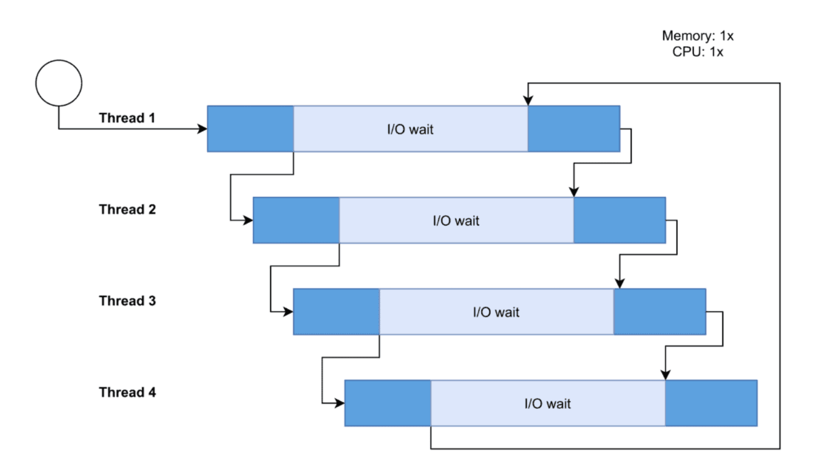 Memory: 1x
CPU: 1x
Thread 1
I/O wait
Thread 2
I/O wait
Thread 3
I/O wait
Thread 4
I/O wait